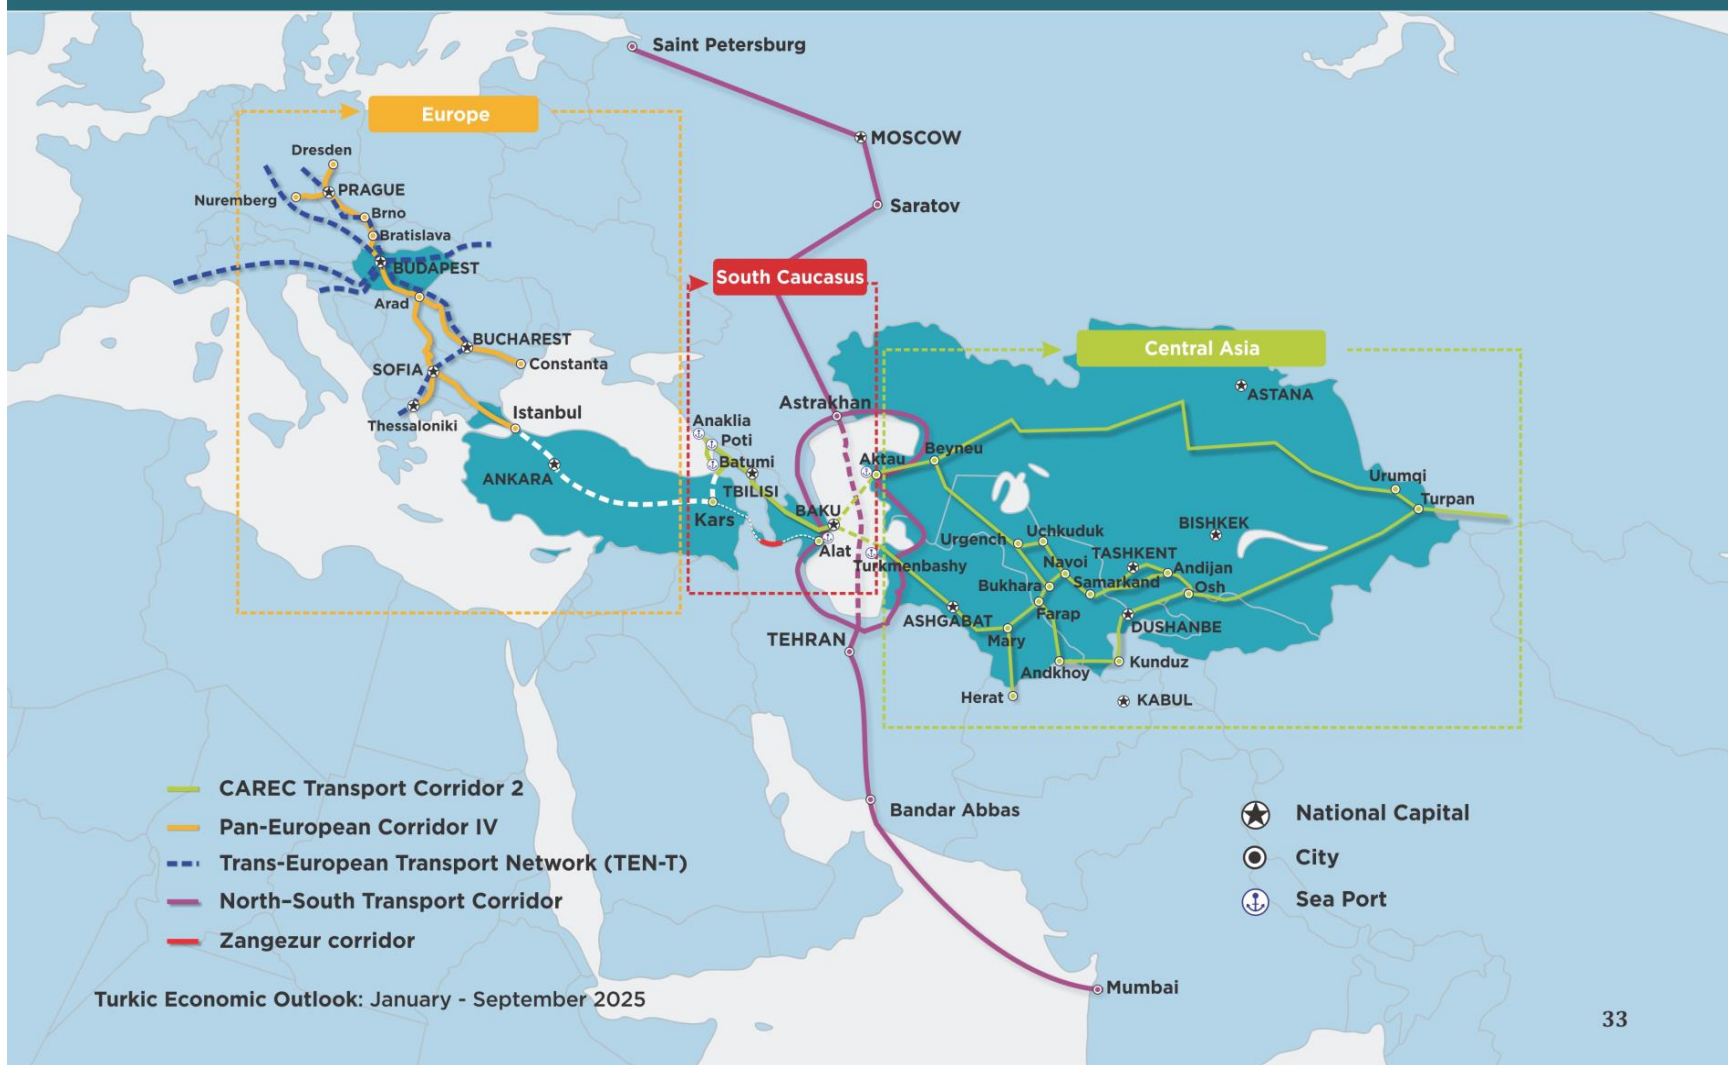 Saint Petersburg
Europe
MOSCOW
Dresden
PRAGUE
Nuremberg
Saratov
Brno
Bratislava
BUDAPEST
South Caucasus
Arad
BUCHAREST
Central Asia
Constanta
SOFIA
ASTANA
Astrakhan
Istanbul
Anaklia
Thessaloniki
Poti
Beyneu
Batumi
Aktau
ANKARA
Urumqi
TBILISI
Turpan
BAKU
Kars
BISHKEK
Uchkuduk
Urgench
Alat
TASHKENT
Navoi
Turkmenbashy
Andijan
Samarkand
Bukhara
Osh
Farap
ASHGABAT
DUSHANBE
TEHRAN
Mary
Kunduz
Andkhoy
Herat
KABUL
CAREC Transport Corridor 2
Pan-European Corridor IV
Trans-European Transport Network (TEN-T)
North–South Transport Corridor
Zangezur corridor
Bandar Abbas
National Capital
City
Sea Port
Mumbai
Turkic Economic Outlook: January - September 2025
33